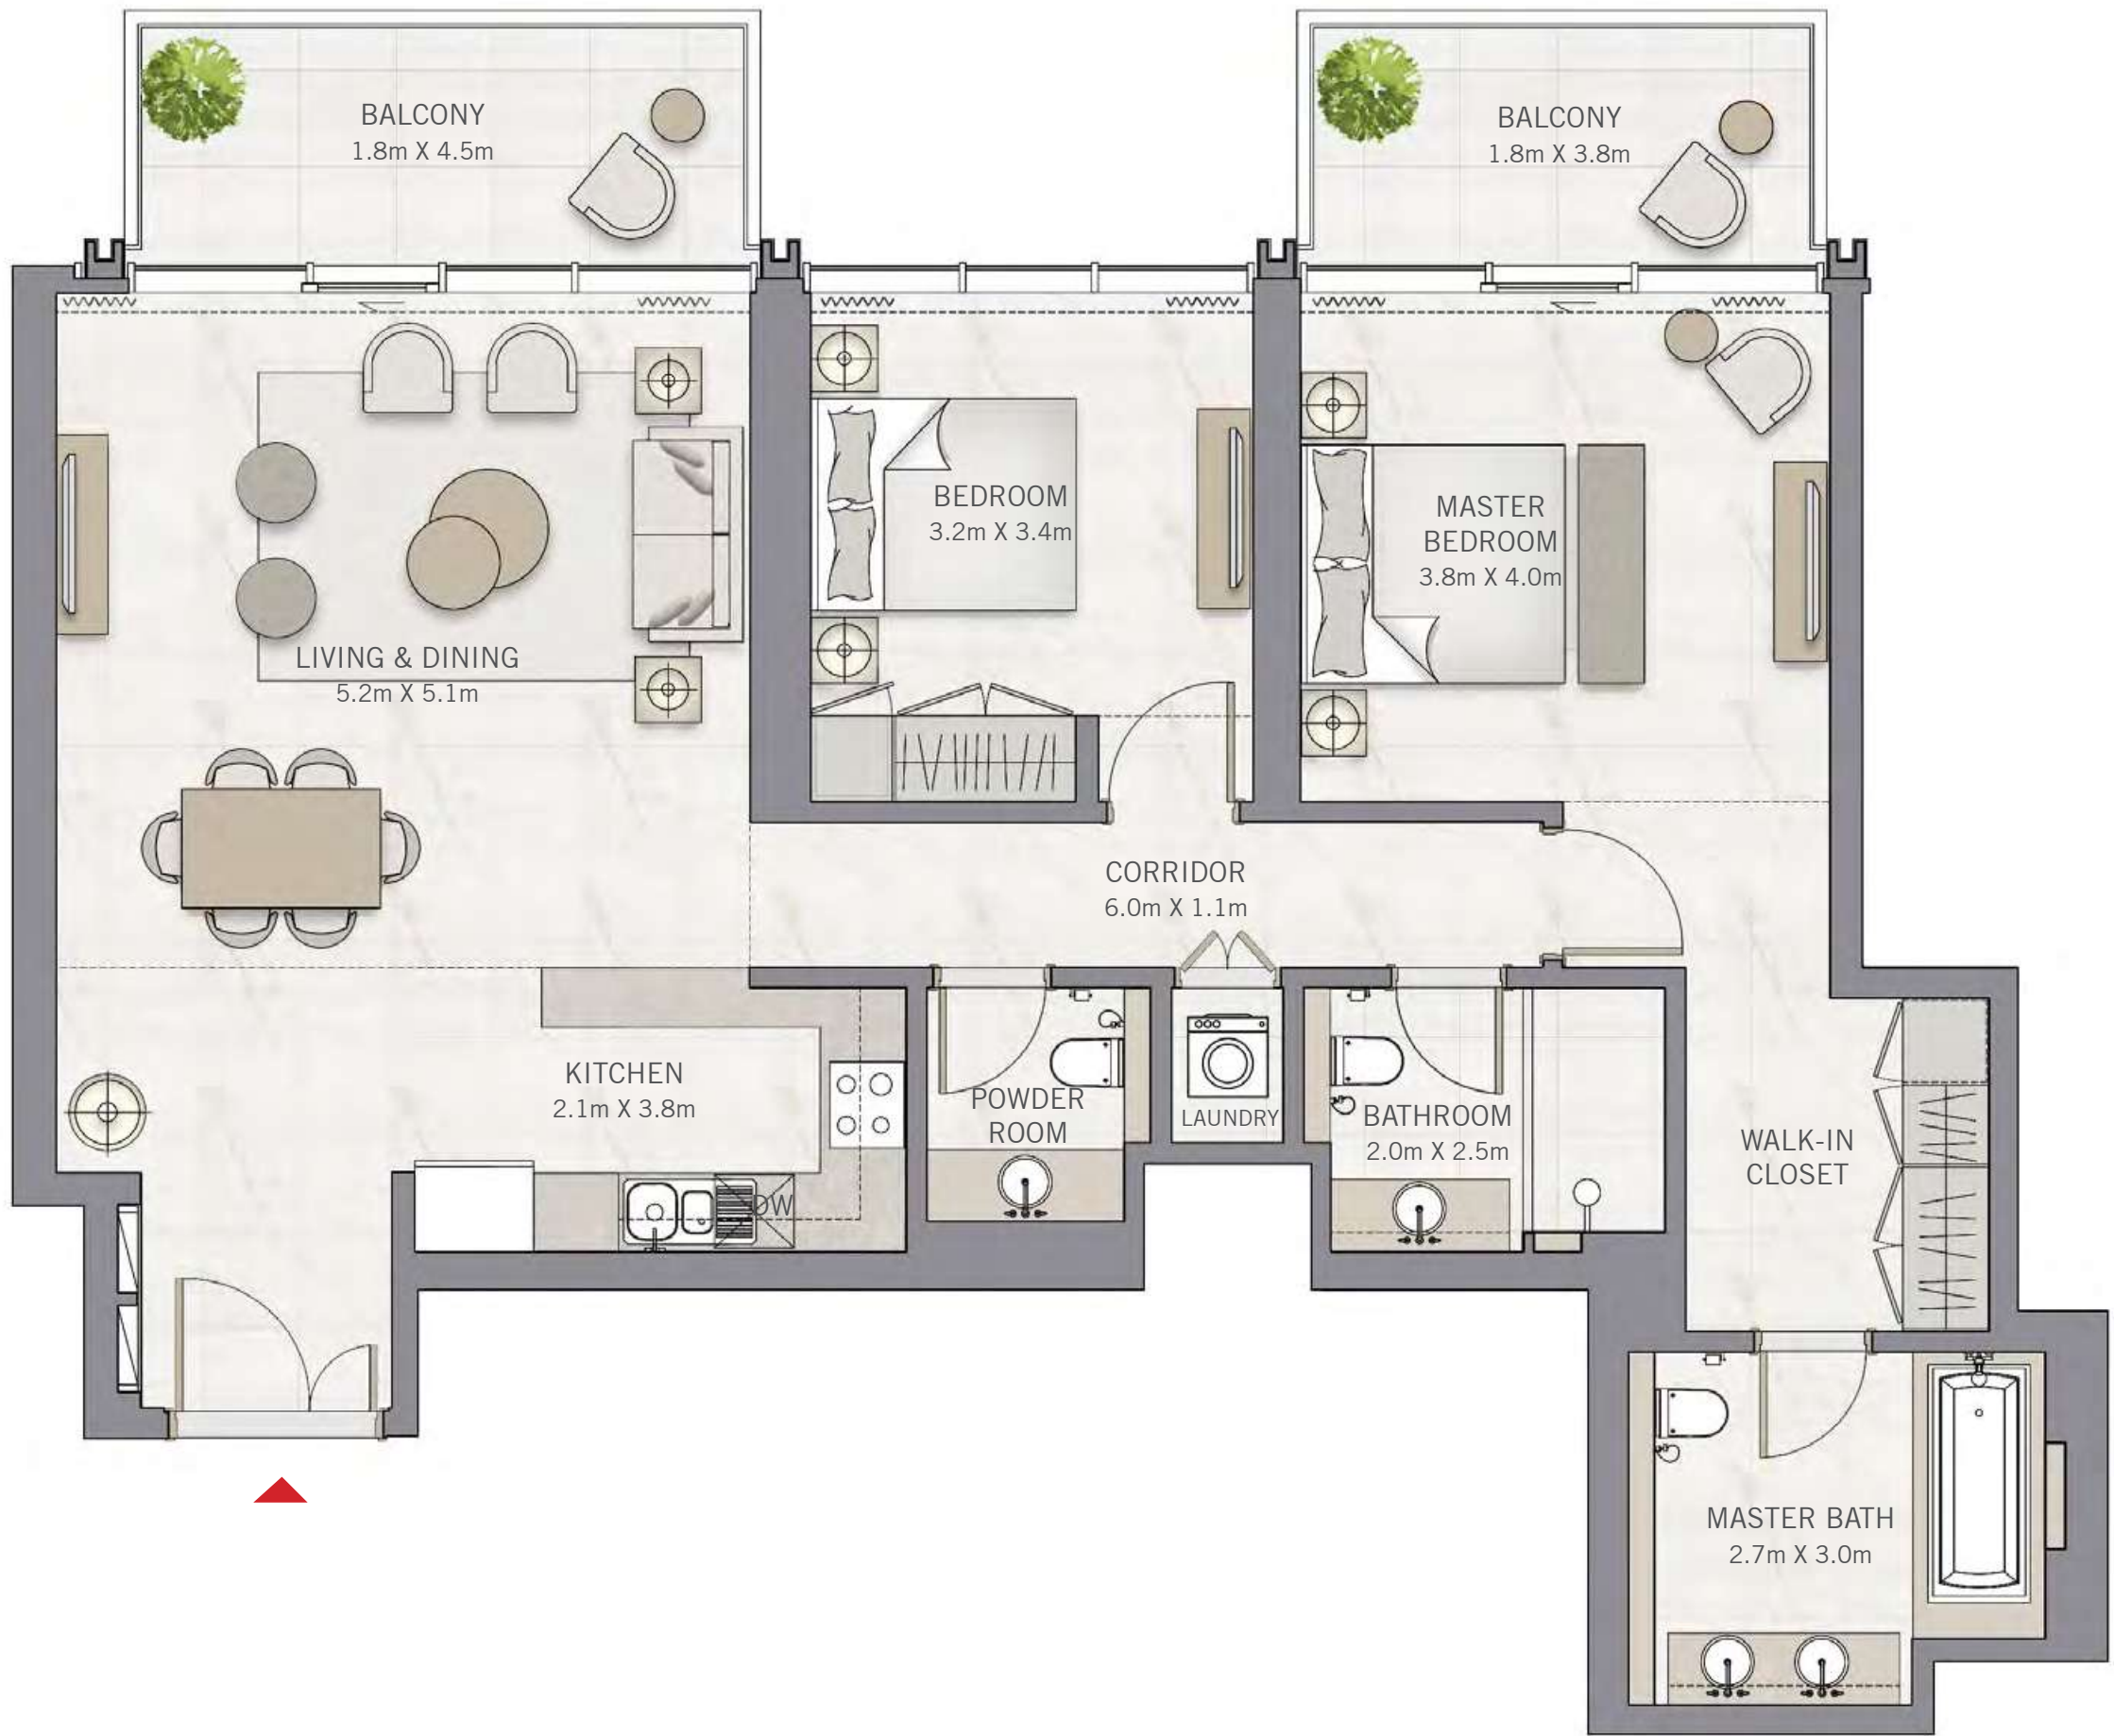 BALCONY
1.8m X 4.5m
BALCONY
1.8m X 3.8m
BEDROOM
3.2m X 3.4m
MASTER
BEDROOM
3.8m X 4.0m
LIVING & DINING
5.2m X 5.1m
CORRIDOR
6.0m X 1.1m
KITCHEN
2.1m X 3.8m
POWDER
ROOM
LAUNDRY
BATHROOM
2.0m X 2.5m
WALK-IN
CLOSET
DW
MASTER BATH
2.7m X 3.0m